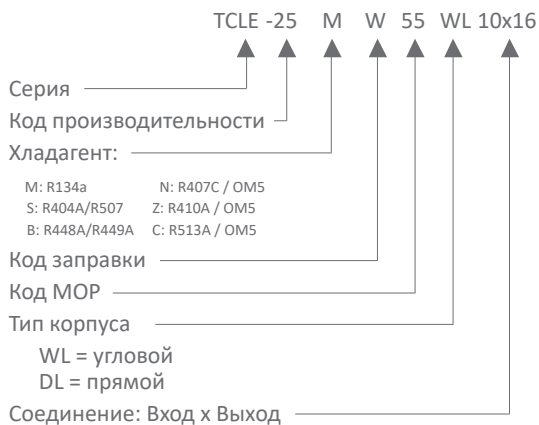 TCLE -25 M W 55 WL 10x16
Серия
Код производительности
Хладагент:
M: R134a N: R407C / OM5
S: R404A/R507 Z: R410A / OM5
B: R448A/R449A C: R513A / OM5
Код заправки
Код МОР
Тип корпуса
WL = угловой
DL = прямой
Соединение: Вход x Выход